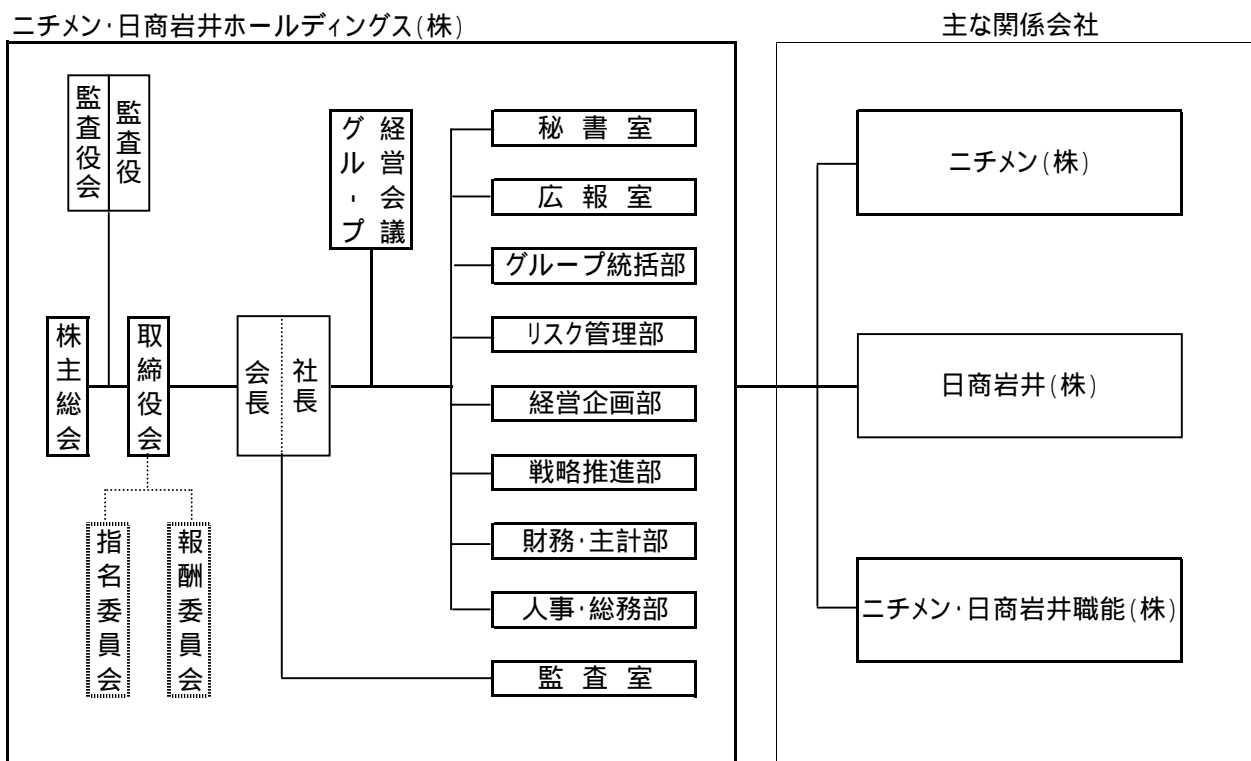 ニチメン・日商岩井ホールディングス(株)
主な関係会社
監査役会
監査役
グル-プ
経営会議
株主総会
取締役会
会長
社長
指名委員会
報酬委員会
秘書室
広報室
グループ統括部
リスク管理部
経営企画部
戦略推進部
財務・主計部
人事・総務部
監査室
ニチメン(株)
日商岩井(株)
ニチメン・日商岩井職能(株)